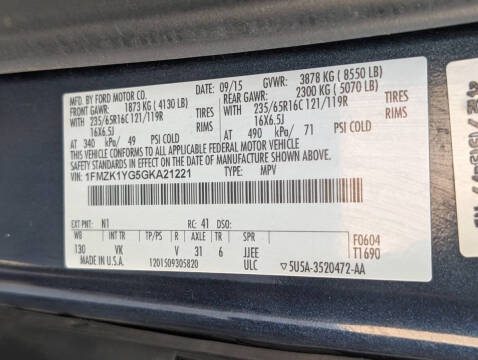 MFD. BY FORD MOTOR CO.
DATE: 09/15 GVWR: 3878 KG ( 8550 LB)
FRONT GAWR: 1873 KG ( 4130 LB) REAR GAWR: 2300 KG ( 5070 LB)
WITH 235/65R16C 121/119R TIRES WITH 235/65R16C 121/119R TIRES
16X6.5J RIMS 16X6.5J RIMS
AT 340 kPa/ 49 PSI COLD AT 490 kPa/ 71 PSI COLD
THIS VEHICLE CONFORMS TO ALL APPLICABLE FEDERAL MOTOR VEHICLE
SAFETY STANDARDS IN EFFECT ON THE DATE OF MANUFACTURE SHOWN ABOVE.
VIN: 1FMZK1YG5GKA21221 TYPE: MPV
EXT PNT: N1 RC: 41 DSO:
WB INT TR TP/PS R AXLE TR SPR F0604
130 VK V 31 6 JJEE T1690
1201509305820 ULC 5U5A-3520472-AA